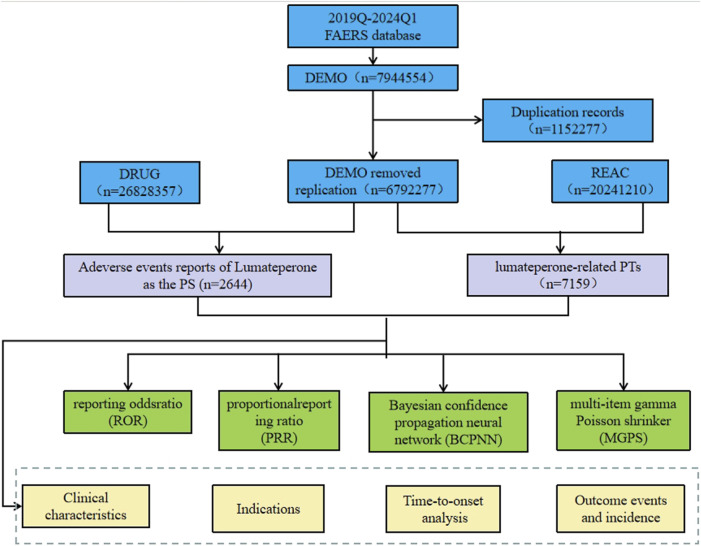 2019Q-2024Q1
FAERS database
DEMO（n=7944554）
Duplication records
（n=1152277）
DRUG
（n=26828357）
DEMO removed
replication（n=6792277）
REAC
（n=20241210）
Adeverse events reports of Lumateperone
as the PS (n=2644)
lumateperone-related PTs
（n=7159）
reporting oddsratio
(ROR)
proportionalreport
ing ratio
(PRR)
Bayesian confidence
propagation neural
network (BCPNN)
multi-item gamma
Poisson shrinker
(MGPS)
Clinical
characteristics
Indications
Time-to-onset
analysis
Outcome events
and incidence